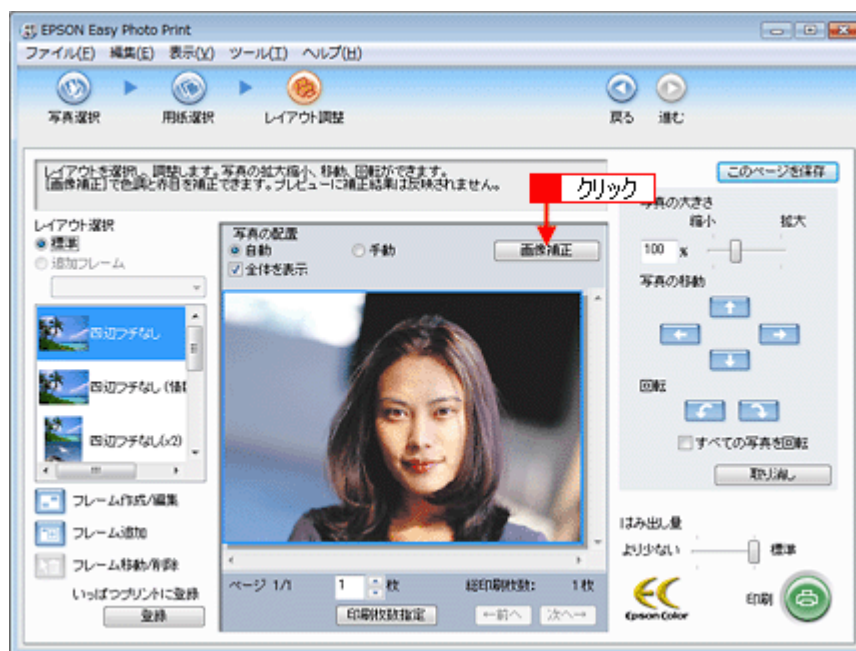 EPSON Easy Photo Print
ファイル(F) 編集(E) 表示(V) ツール(T) ヘルプ(H)
写真選択 用紙選択 レイアウト調整 戻る 進む
レイアウトを選択し、調整します。写真の拡大縮小、移動、回転ができます。
[画像補正]で色調と赤目を補正できます。プレビューに補正結果は反映されません。
このページを保存
クリック
レイアウト選択
標準
追加フレーム
四辺フチなし
四辺フチなし (情報
四辺フチなし(x2)
フレーム作成/編集
フレーム追加
フレーム移動/削除
いっぱつプリントに登録
登録
写真の配置
自動 手動 画像補正
全体を表示
ページ 1/1 1 枚 総印刷枚数: 1 枚
印刷枚数指定 ←前へ 次へ→
写真の大きさ
縮小 拡大
100 %
写真の移動
回転
すべての写真を回転
取り消し
はみ出し量
より少ない 標準
Epson Color
印刷